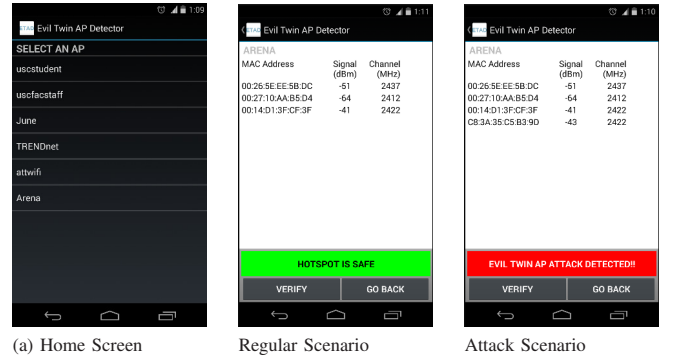 1:09
ETAD Evil Twin AP Detector
SELECT AN AP
uscstudent
uscfacstaff
June
TRENDnet
attwifi
Arena
(a) Home Screen
1:11
ETAD Evil Twin AP Detector
ARENA
MAC Address Signal (dBm) Channel (MHz)
00:26:5E:EE:5B:DC -51 2437
00:27:10:AA:B5:D4 -64 2412
00:14:D1:3F:CF:3F -41 2422
HOTSPOT IS SAFE
VERIFY GO BACK
Regular Scenario
1:10
ETAD Evil Twin AP Detector
ARENA
MAC Address Signal (dBm) Channel (MHz)
00:26:5E:EE:5B:DC -51 2437
00:27:10:AA:B5:D4 -64 2412
00:14:D1:3F:CF:3F -41 2422
C8:3A:35:C5:B3:9D -43 2422
EVIL TWIN AP ATTACK DETECTED!!
VERIFY GO BACK
Attack Scenario